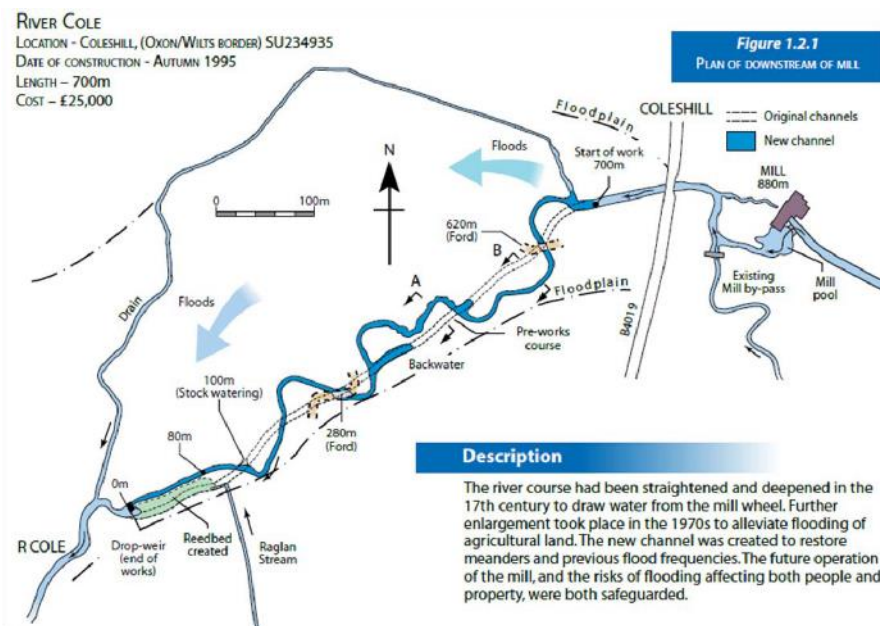 RIVER COLE
LOCATION - COLESHILL, (OXON/WILTS BORDER) SU234935
DATE OF CONSTRUCTION - AUTUMN 1995
LENGTH – 700m
COST – £25,000
Figure 1.2.1
PLAN OF DOWNSTREAM OF MILL
COLESHILL
Original channels
New channel
Floodplain
Floods
Start of work
700m
MILL
880m
N
0
100m
620m
(Ford)
B
A
Floodplain
Existing
Mill by-pass
Mill
pool
B4019
Drain
Floods
Pre-works
course
Backwater
100m
(Stock watering)
280m
(Ford)
80m
0m
R COLE
Drop-weir
(end of
works)
Reedbed
created
Raglan
Stream
Description
The river course had been straightened and deepened in the
17th century to draw water from the mill wheel. Further
enlargement took place in the 1970s to alleviate flooding of
agricultural land. The new channel was created to restore
meanders and previous flood frequencies. The future operation
of the mill, and the risks of flooding affecting both people and
property, were both safeguarded.